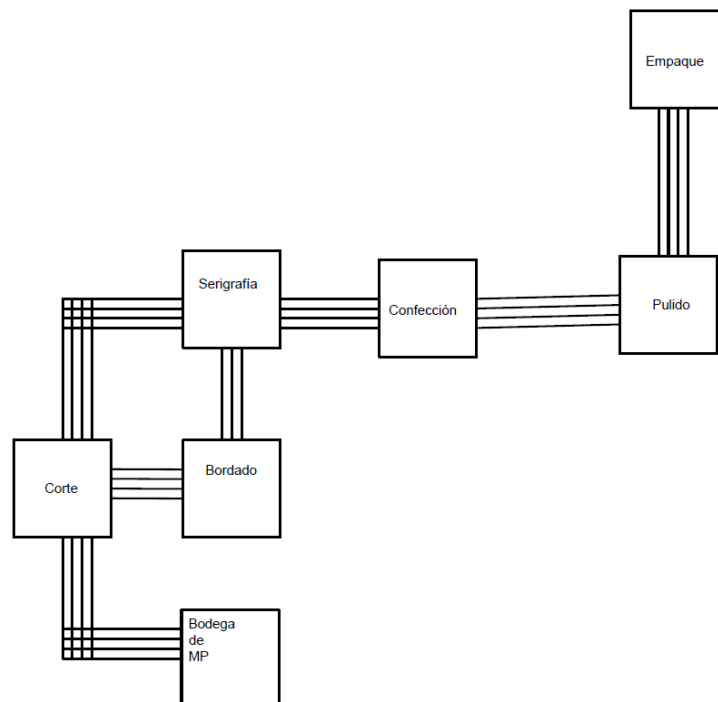 Empaque
Serigrafía
Confección
Pulido
Corte
Bordado
Bodega
de
MP